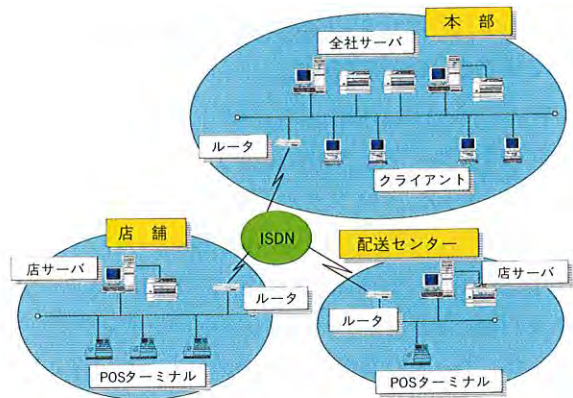 本 部
全社サーバ
ルータ
クライアント
ISDN
店 舗
店サーバ
ルータ
POSターミナル
配送センター
店サーバ
ルータ
POSターミナル